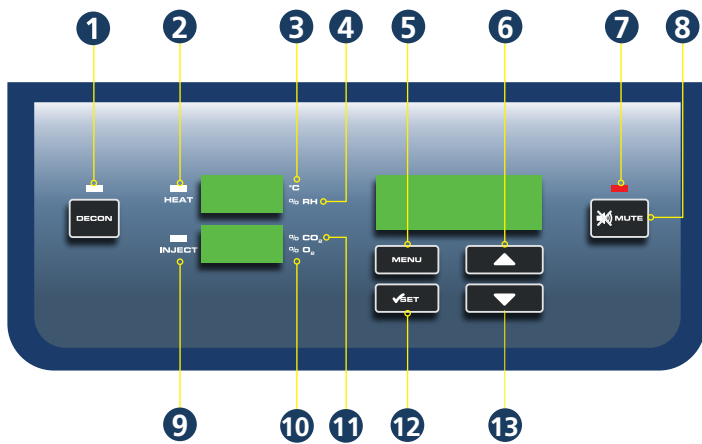 1 2 3 4 5 6 7 8
°C
HEAT % RH
DECON MUTE
% CO₂
INJECT % O₂
MENU
SET
9 10 11 12 13